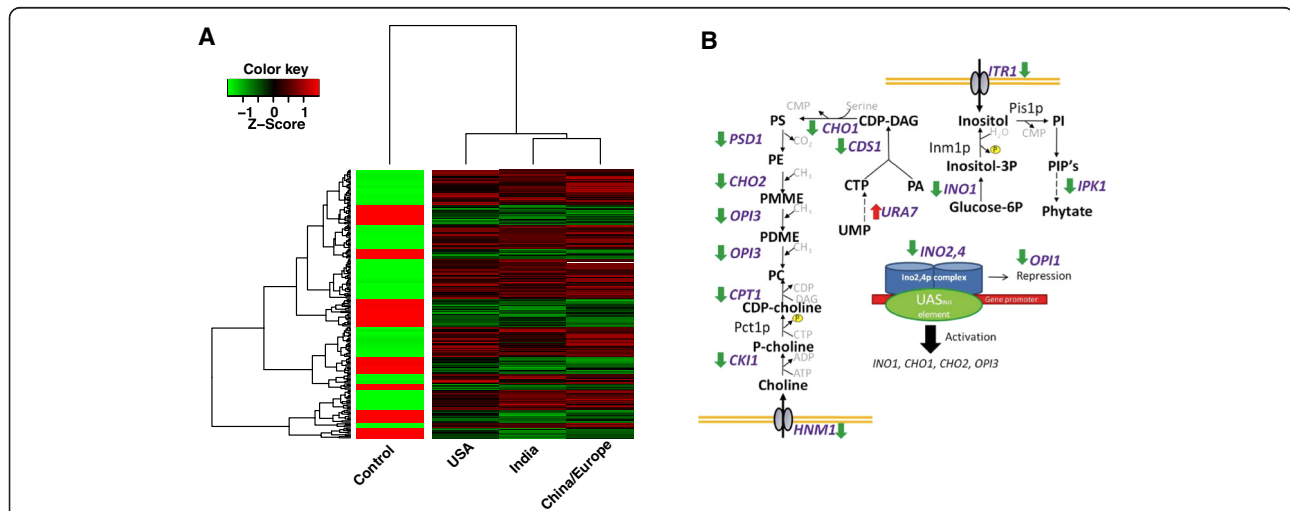 A
Color key
−1 0 1
Z−Score
Control
USA
India
China/Europe
B
ITR1
CMP
Serine
PS
CHO1
CDP-DAG
Inositol
Pis1p
PI
PSD1
CO2
CDS1
H2O
CMP
PE
Inm1p
P
Inositol-3P
PIP's
CHO2
CH3
CTP
PA
INO1
IPK1
PMME
Glucose-6P
Phytate
OPI3
CH3
URA7
PDME
UMP
OPI3
CH3
INO2,4
OPI1
PC
Ino2,4p complex
Repression
CPT1
CDP
DAG
CDP-choline
UASINO
element
Gene promoter
Pct1p
P
CTP
Activation
P-choline
CKI1
ADP
ATP
INO1, CHO1, CHO2, OPI3
Choline
HNM1